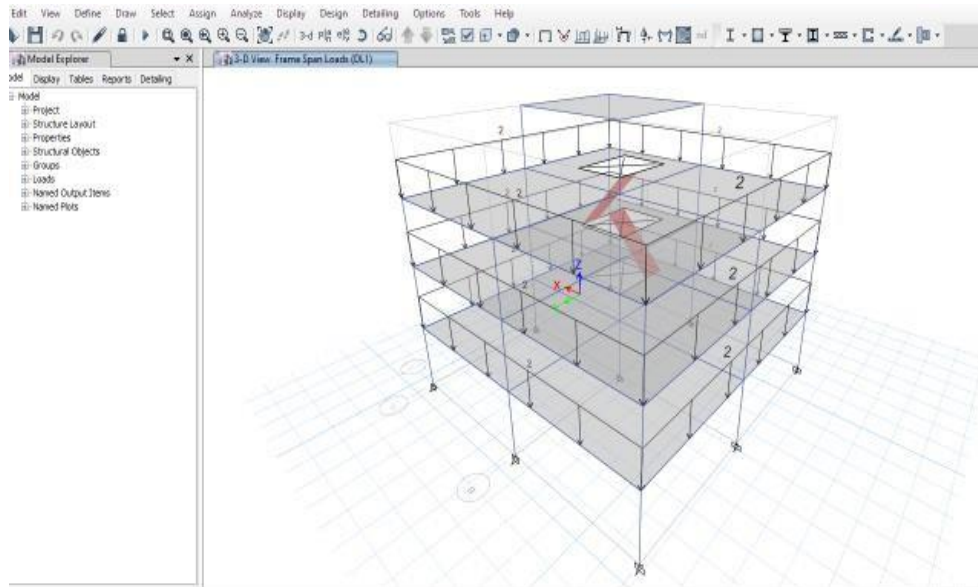 Edit View Define Draw Select Assign Analyze Display Design Detailing Options Tools Help
3-d
Model Explorer
3-D View Frame Span Loads (DL1)
Display Tables Reports Detailing
Model
Project
Structure Layout
Properties
Structural Objects
Groups
Loads
Named Output Items
Named Plots
2
2
2 2
2
Z
2
X
2
2
2